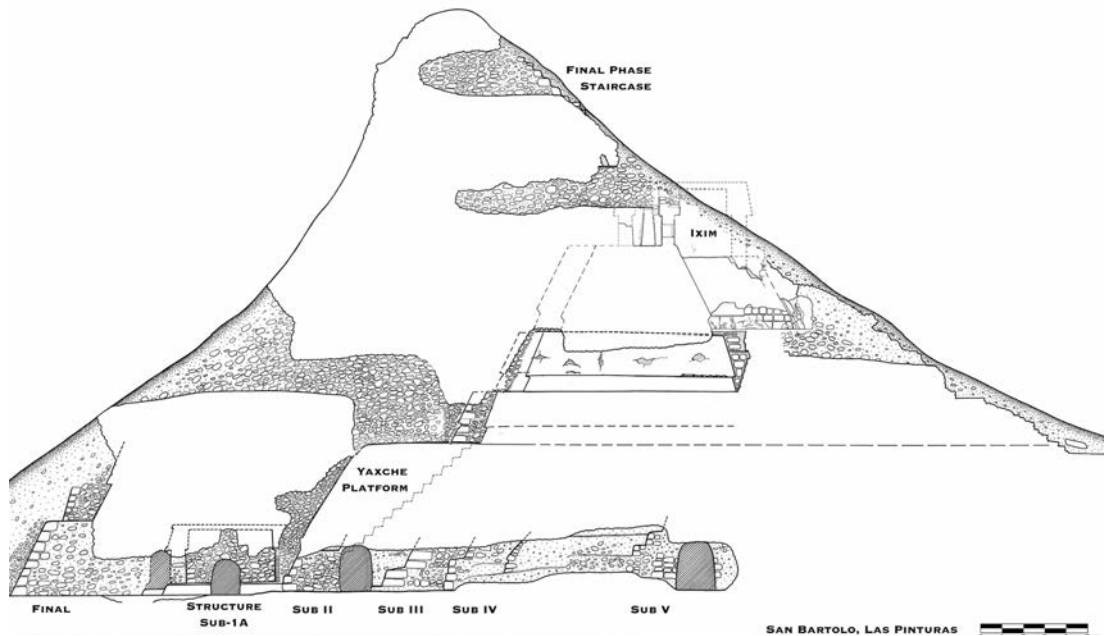 FINAL PHASE
STAIRCASE
IXIM
YAXCHE
PLATFORM
FINAL
STRUCTURE
SUB-1A
SUB II
SUB III
SUB IV
SUB V
SAN BARTOLO, LAS PINTURAS